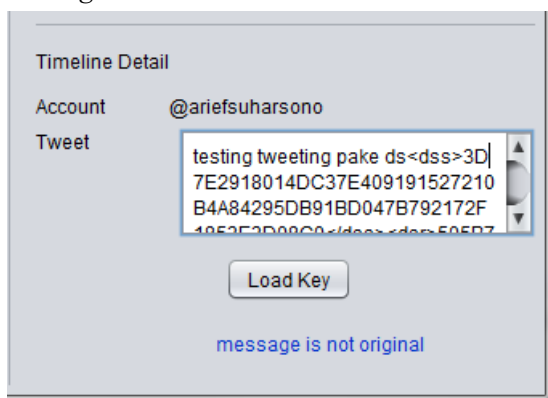 Timeline Detail
Account @ariefsuharsono
Tweet
testing tweeting pake ds<dss>3D
7E2918014DC37E409191527210
B4A84295DB91BD047B792172F
Load Key
message is not original